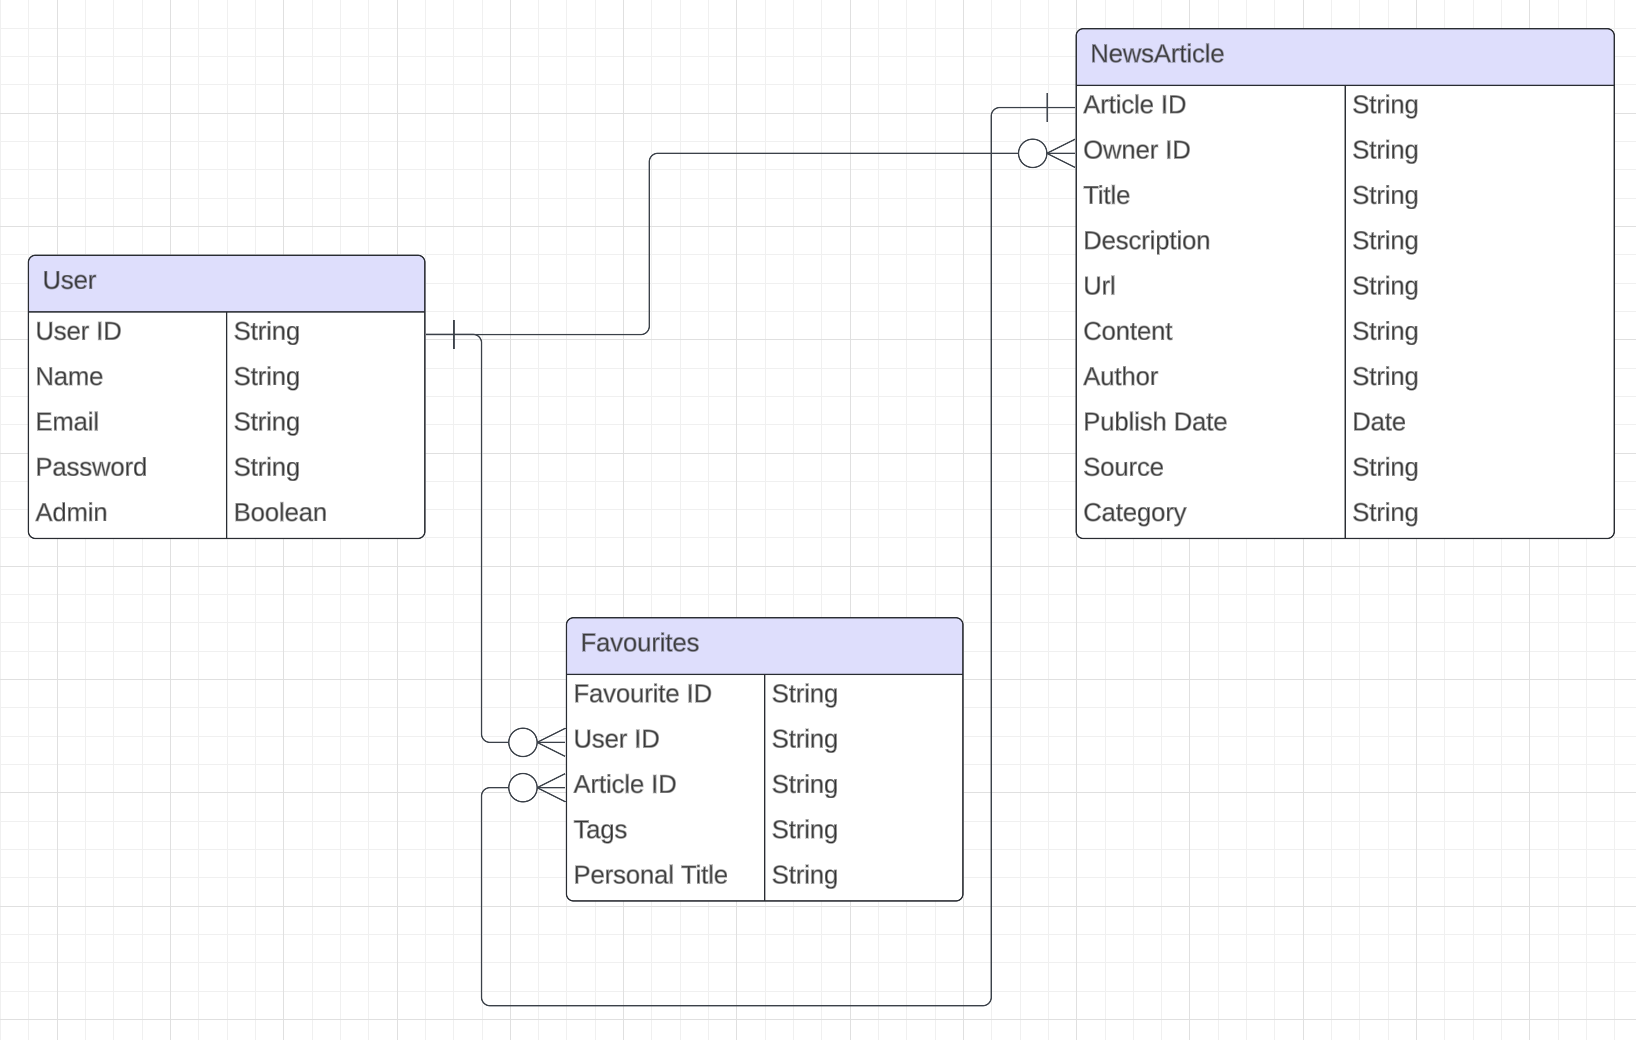 NewsArticle
Article ID String
Owner ID String
Title String
Description String
Url String
Content String
Author String
Publish Date Date
Source String
Category String
User
User ID String
Name String
Email String
Password String
Admin Boolean
Favourites
Favourite ID String
User ID String
Article ID String
Tags String
Personal Title String